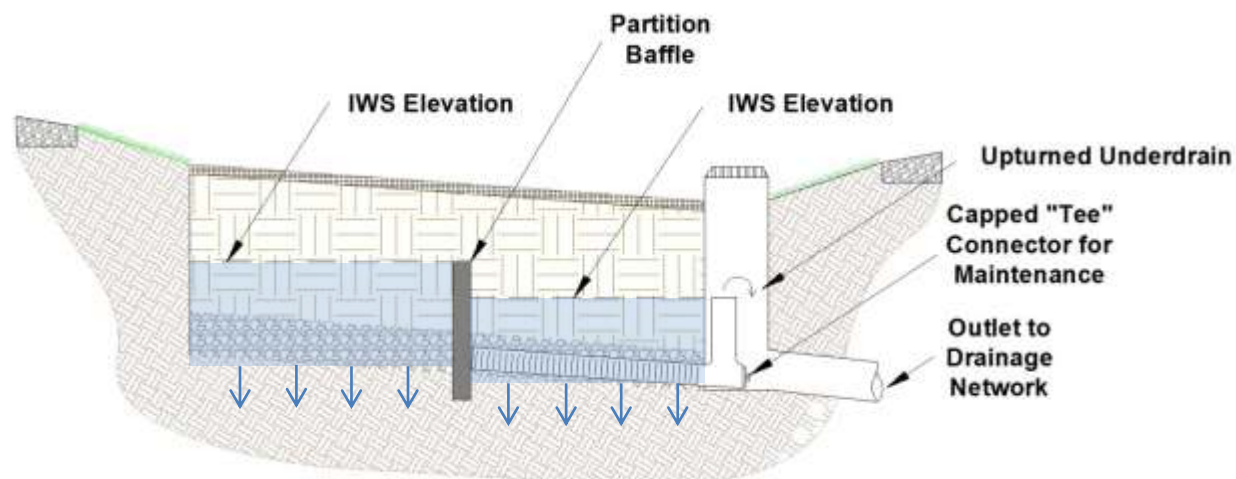 Partition
Baffle
IWS Elevation
IWS Elevation
Upturned Underdrain
Capped "Tee"
Connector for
Maintenance
Outlet to
Drainage
Network